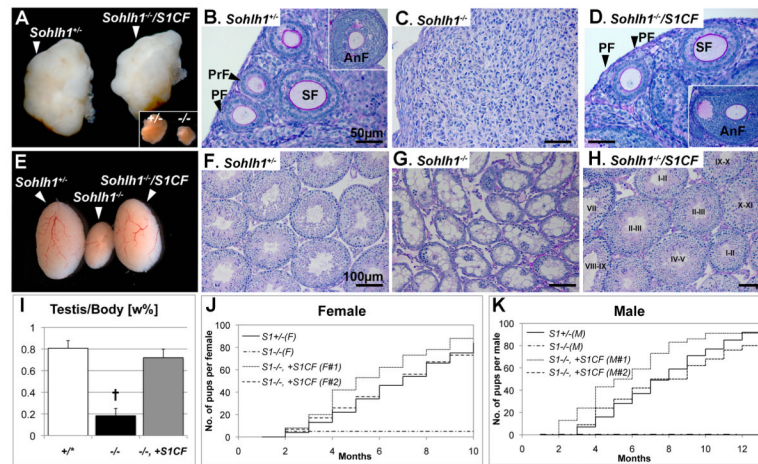 A
Sohlh1+/-
Sohlh1-/-/S1CF
+/-
-/-
B. Sohlh1+/-
AnF
PrF
PF
SF
50µm
C. Sohlh1-/-
D. Sohlh1-/-/S1CF
PF
PF
SF
AnF
E
Sohlh1+/-
Sohlh1-/-
Sohlh1-/-/S1CF
F. Sohlh1+/-
100µm
G. Sohlh1-/-
H. Sohlh1-/-/S1CF
IX-X
I-II
VII
II-III
II-III
X-XI
VIII-IX
IV-V
I-II
I
Testis/Body [w%]
1
0.8
0.6
0.4
0.2
0
†
+/*
-/-
-/-, +S1CF
J
Female
No. of pups per female
100
80
60
40
20
0
S1+/-(F)
S1-/-(F)
S1-/-, +S1CF (F#1)
S1-/-, +S1CF (F#2)
0 2 4 6 8 10
Months
K
Male
No. of pups per male
100
80
60
40
20
0
S1+/-(M)
S1-/-(M)
S1-/-, +S1CF (M#1)
S1-/-, +S1CF (M#2)
0 2 4 6 8 10 12
Months